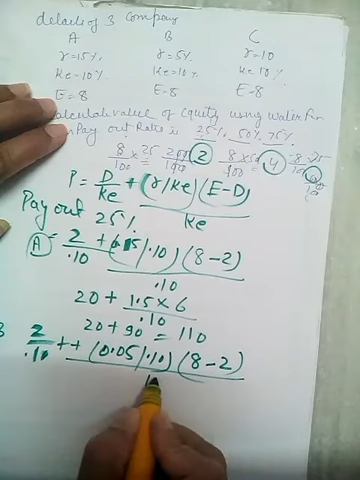 details of 3 Company
A B C
r=15% r=5% r=10
Ke-10% Ke=10% Ke 10%
E=8 E-8 E-8
calculate value of Equity using Walter
Pay out Ratio is 25%, 50% 75%
8/100 × 25 = 200/100 (2) 8/100 × 50 (4) 8/100 × 75
P = D/Ke + (r/Ke) (E-D)/Ke
Pay out 25%
(A) = 2/.10 + (.15/.10) (8-2)/.10
20 + 1.5 × 6/.10
20 + 90 = 110
2/.10 + + (0.05/.10) (8-2)